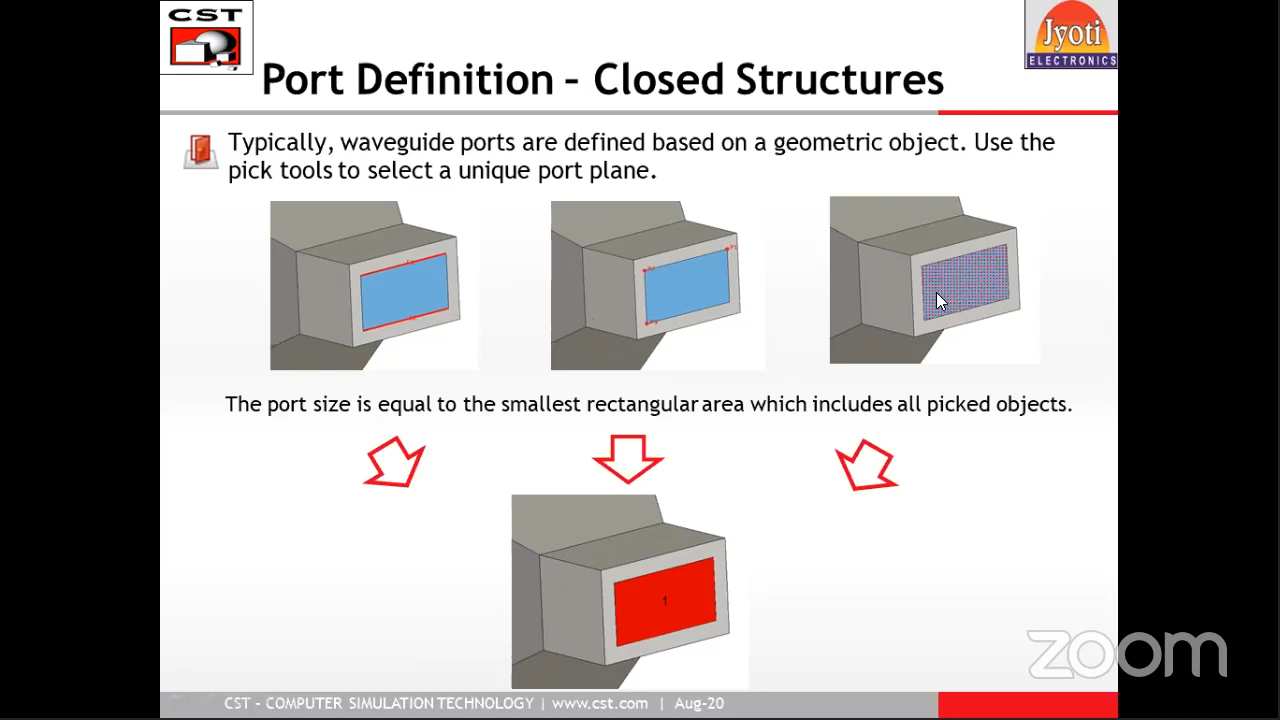 CST
Jyoti
ELECTRONICS
Port Definition – Closed Structures
Typically, waveguide ports are defined based on a geometric object. Use the
pick tools to select a unique port plane.
The port size is equal to the smallest rectangular area which includes all picked objects.
1
zoom
CST – COMPUTER SIMULATION TECHNOLOGY | www.cst.com | Aug-20